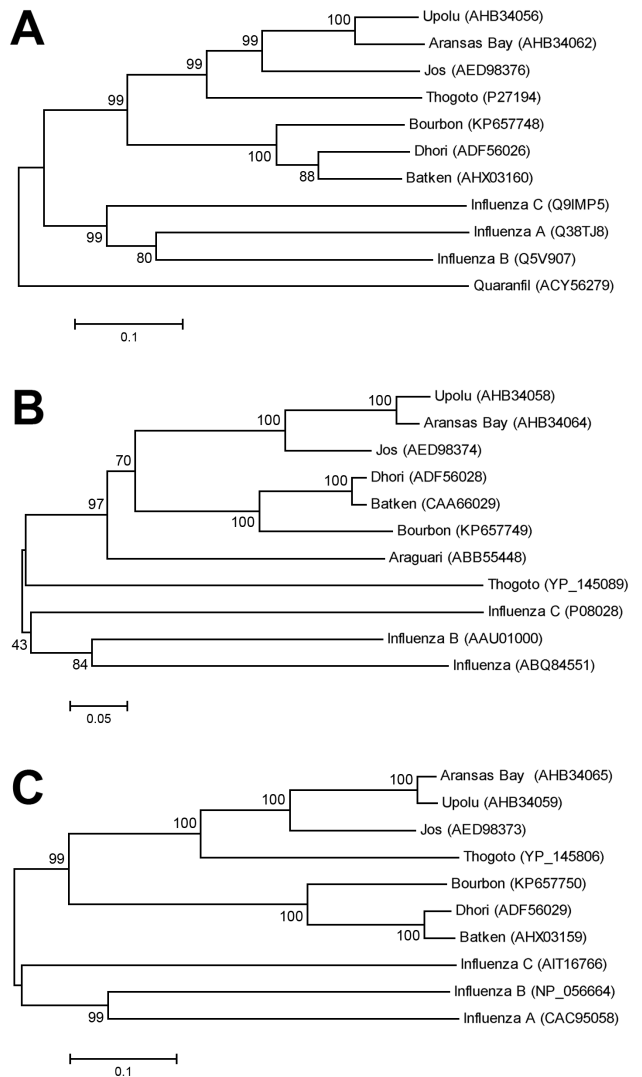 A
100
Upolu (AHB34056)
99
Aransas Bay (AHB34062)
99
Jos (AED98376)
99
Thogoto (P27194)
Bourbon (KP657748)
100
Dhori (ADF56026)
88
Batken (AHX03160)
Influenza C (Q9IMP5)
99
Influenza A (Q38TJ8)
80
Influenza B (Q5V907)
Quaranfil (ACY56279)
0.1
B
100
Upolu (AHB34058)
100
Aransas Bay (AHB34064)
Jos (AED98374)
70
100
Dhori (ADF56028)
97
Batken (CAA66029)
100
Bourbon (KP657749)
Araguari (ABB55448)
Thogoto (YP_145089)
Influenza C (P08028)
43
Influenza B (AAU01000)
84
Influenza (ABQ84551)
0.05
C
100
Aransas Bay (AHB34065)
100
Upolu (AHB34059)
100
Jos (AED98373)
99
Thogoto (YP_145806)
Bourbon (KP657750)
100
Dhori (ADF56029)
100
Batken (AHX03159)
Influenza C (AIT16766)
Influenza B (NP_056664)
99
Influenza A (CAC95058)
0.1